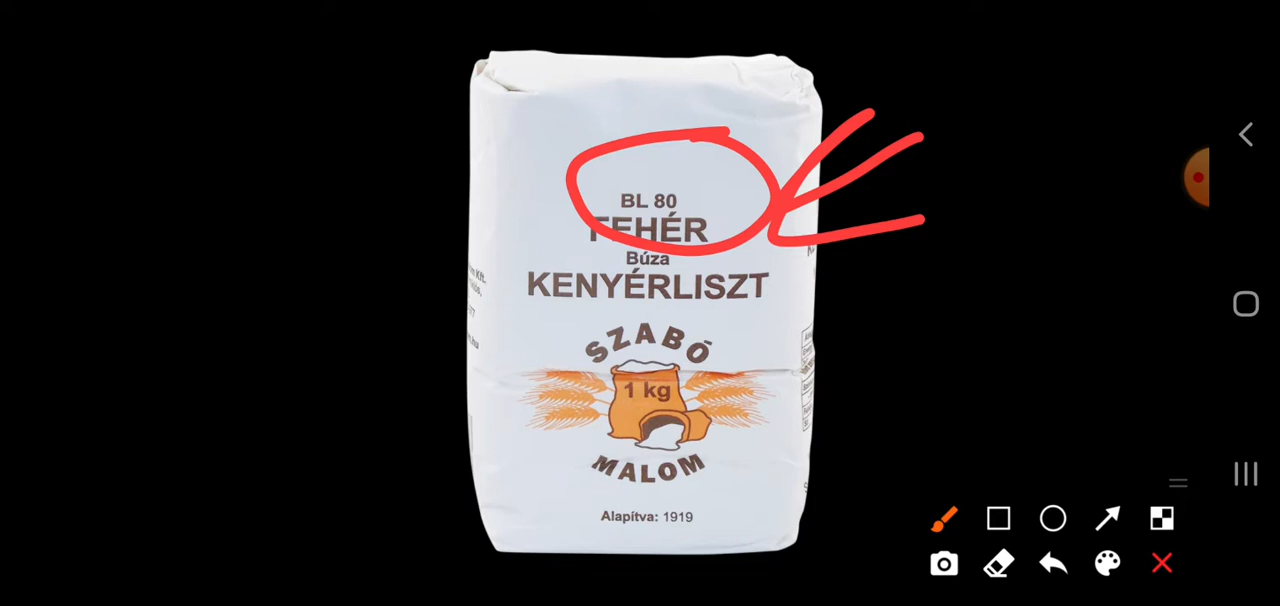 BL 80
FEHÉR
Búza
KENYÉRLISZT
SZABÓ
1 kg
MALOM
Alapítva: 1919